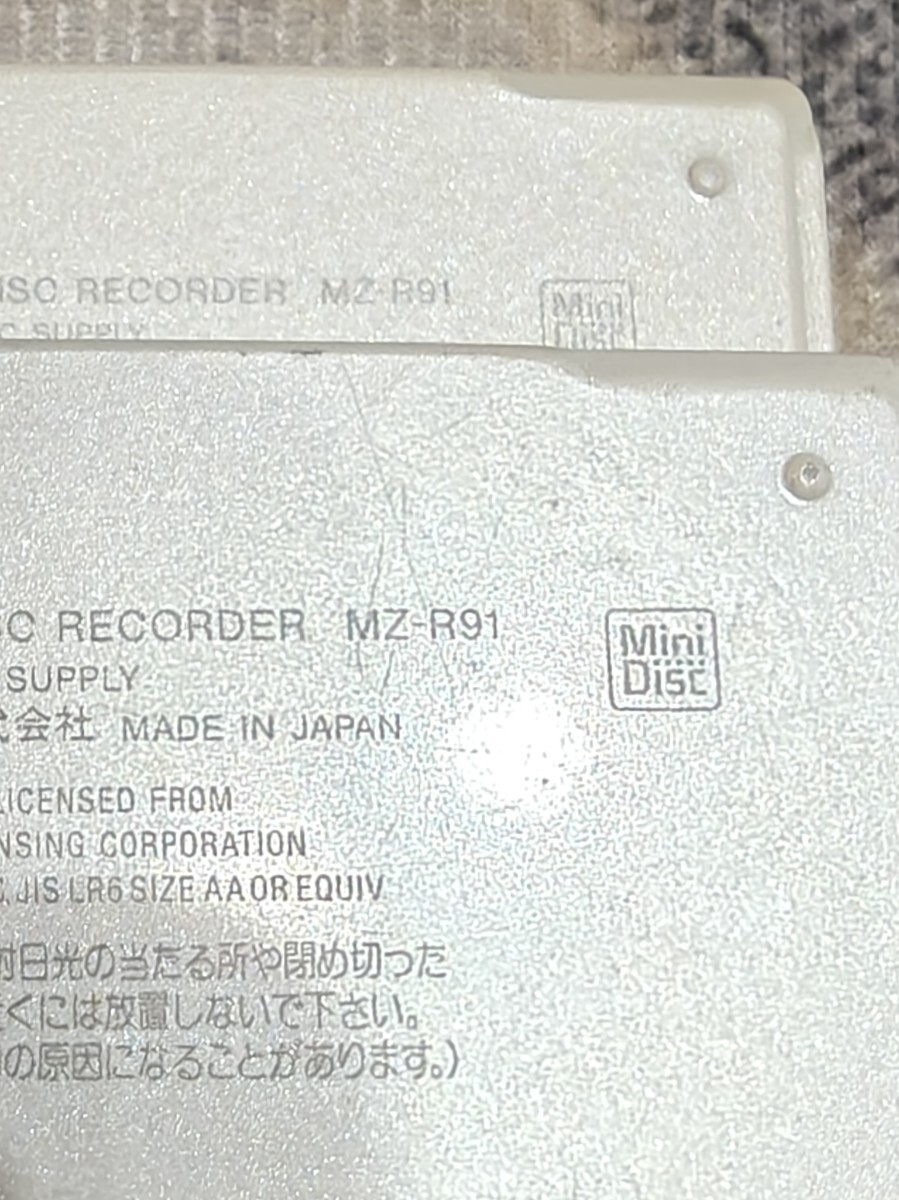 ISC RECORDER MZ-R91
Mini
Disc
C SUPPLY
SC RECORDER MZ-R91
Mini
Disc
SUPPLY
式会社 MADE IN JAPAN
LICENSED FROM
NSING CORPORATION
C, JIS LR6 SIZE AA OR EQUIV
射日光の当たる所や閉め切った
くには放置しないで下さい。
の原因になることがあります。)